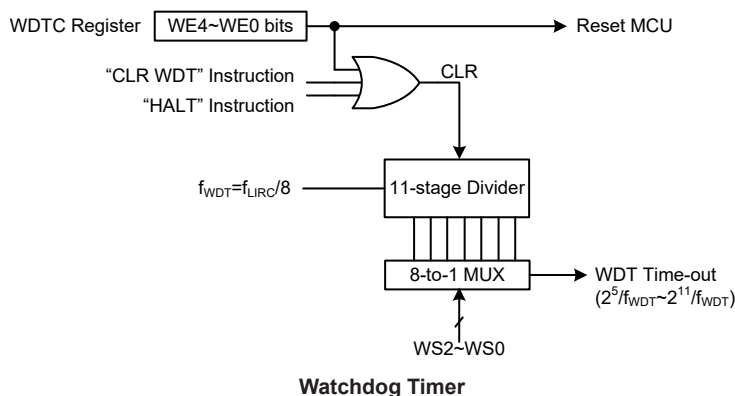 WDTC Register
WE4~WE0 bits
Reset MCU
“CLR WDT” Instruction
“HALT” Instruction
CLR
fWDT=fLIRC/8
11-stage Divider
8-to-1 MUX
WDT Time-out
(2⁵/fWDT~2¹¹/fWDT)
WS2~WS0
Watchdog Timer